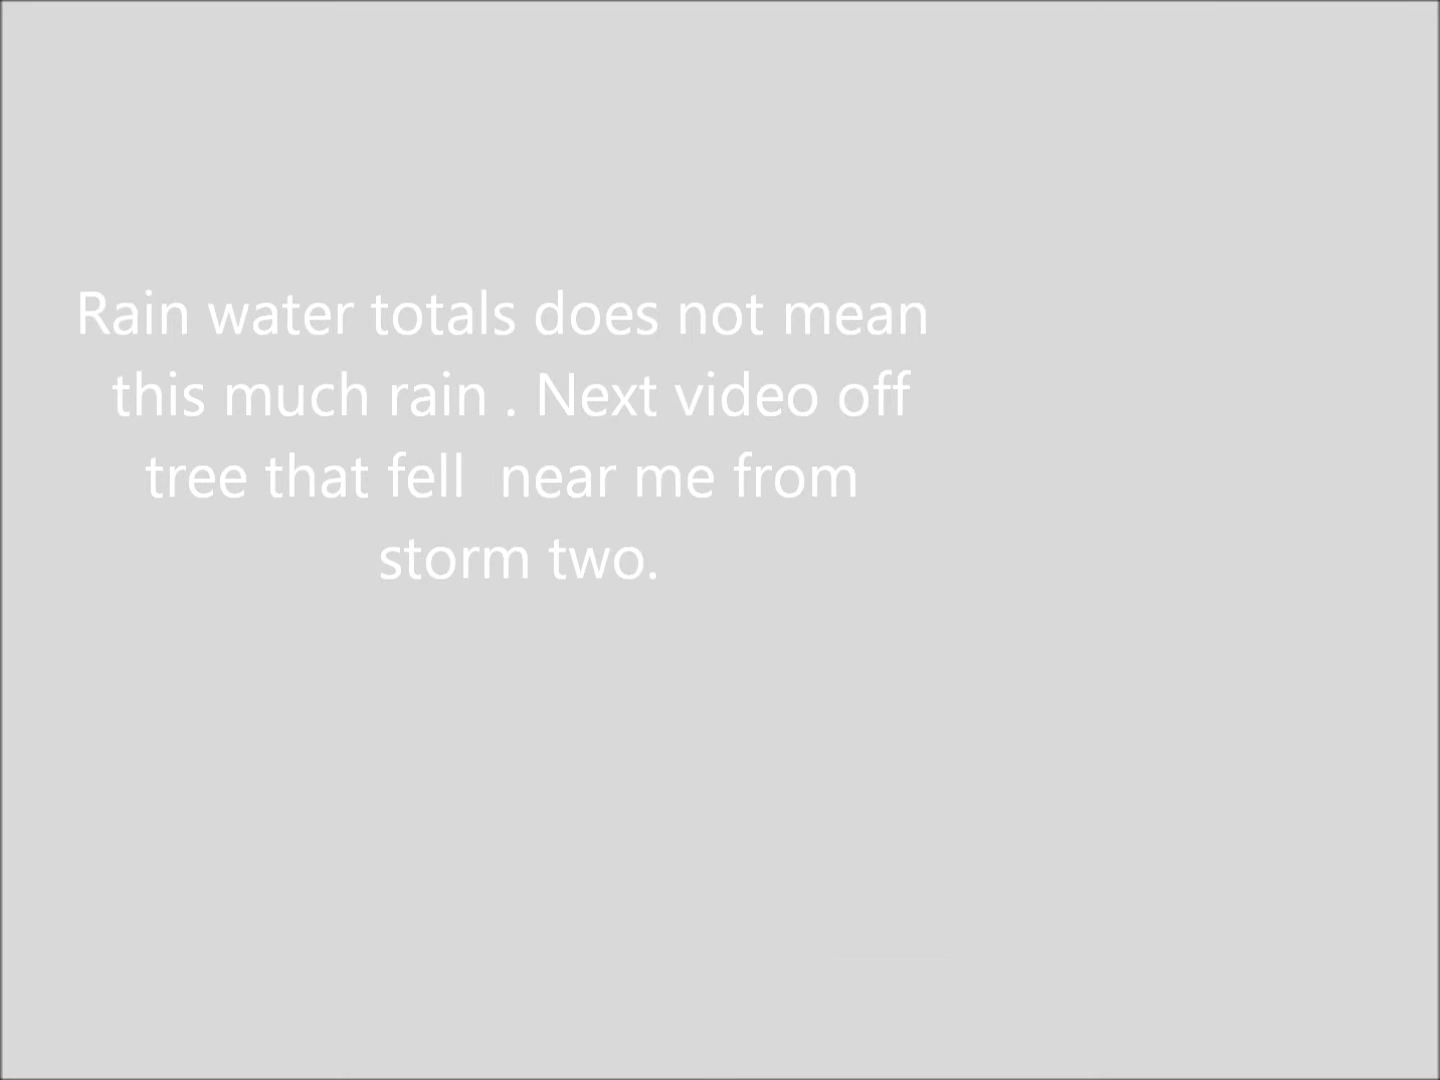 Rain water totals does not mean
this much rain . Next video off
tree that fell  near me from
storm two.